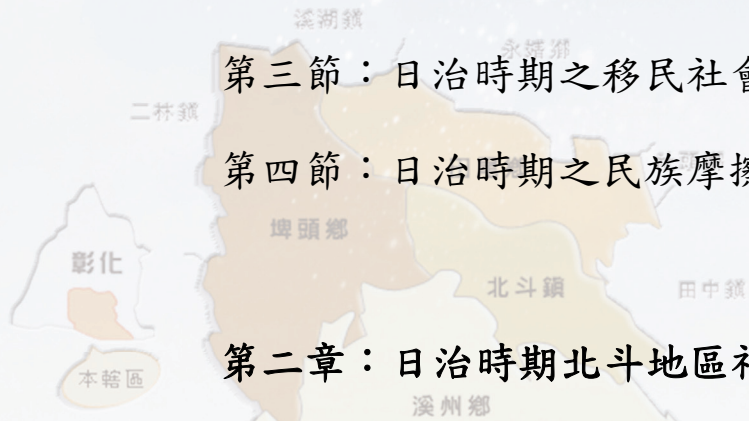 溪湖鎮
永靖鄉
第三節：日治時期之移民社會
二林鎮
第四節：日治時期之民族摩擦
埤頭鄉
彰化
北斗鎮
田中鎮
第二章：日治時期北斗地區社
本轄區
溪州鄉